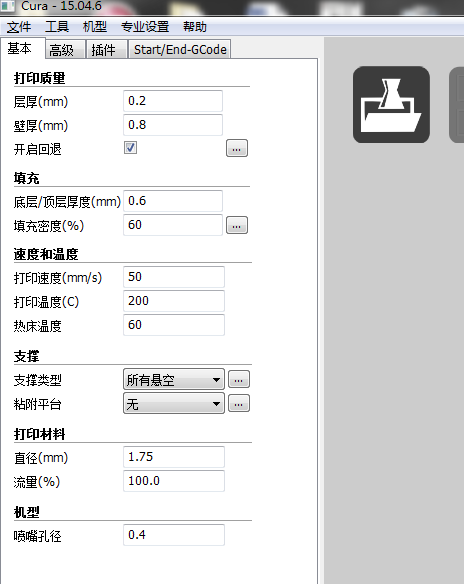 Cura - 15.04.6
文件 工具 机型 专业设置 帮助
基本 高级 插件 Start/End-GCode
打印质量
层厚(mm) 0.2
壁厚(mm) 0.8
开启回退 ...
填充
底层/顶层厚度(mm) 0.6
填充密度(%) 60 ...
速度和温度
打印速度(mm/s) 50
打印温度(C) 200
热床温度 60
支撑
支撑类型 所有悬空 ...
粘附平台 无 ...
打印材料
直径(mm) 1.75
流量(%) 100.0
机型
喷嘴孔径 0.4